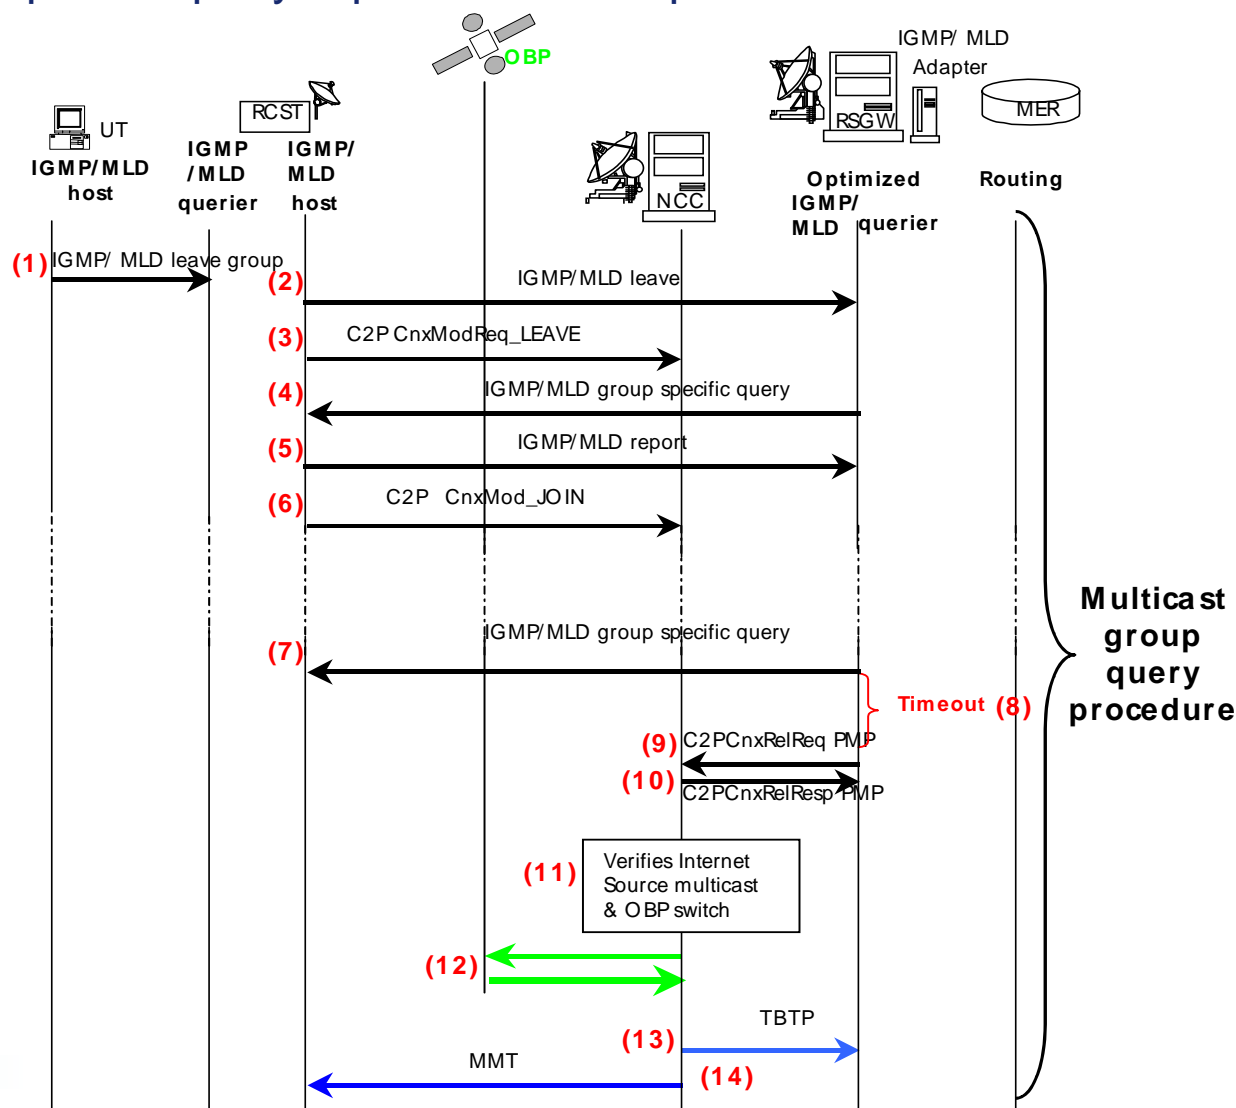 OBP
IGMP/ MLD
Adapter
RCST
RSGW
MER
UT
IGMP/MLD
host
IGMP
/MLD
querier
IGMP/
MLD
host
NCC
Optimized
IGMP/
MLD querier
Routing
(1) IGMP/ MLD leave group
(2) IGMP/MLD leave
(3) C2P CnxModReq_LEAVE
(4) IGMP/MLD group specific query
(5) IGMP/MLD report
(6) C2P CnxMod_JOIN
Multicast
group
query
procedure
(7) IGMP/MLD group specific query
Timeout (8)
(9) C2PCnxRelReq PMP
(10) C2PCnxRelResp PMP
(11) Verifies Internet
Source multicast
& OBP switch
(12)
(13) TBTP
MMT (14)